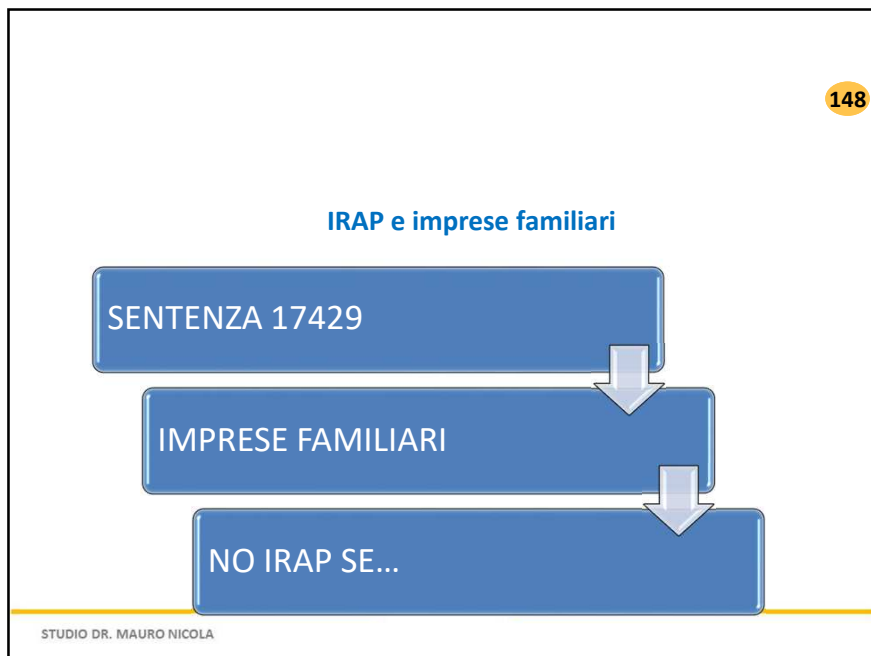 148
IRAP e imprese familiari
SENTENZA 17429
IMPRESE FAMILIARI
NO IRAP SE...
STUDIO DR. MAURO NICOLA